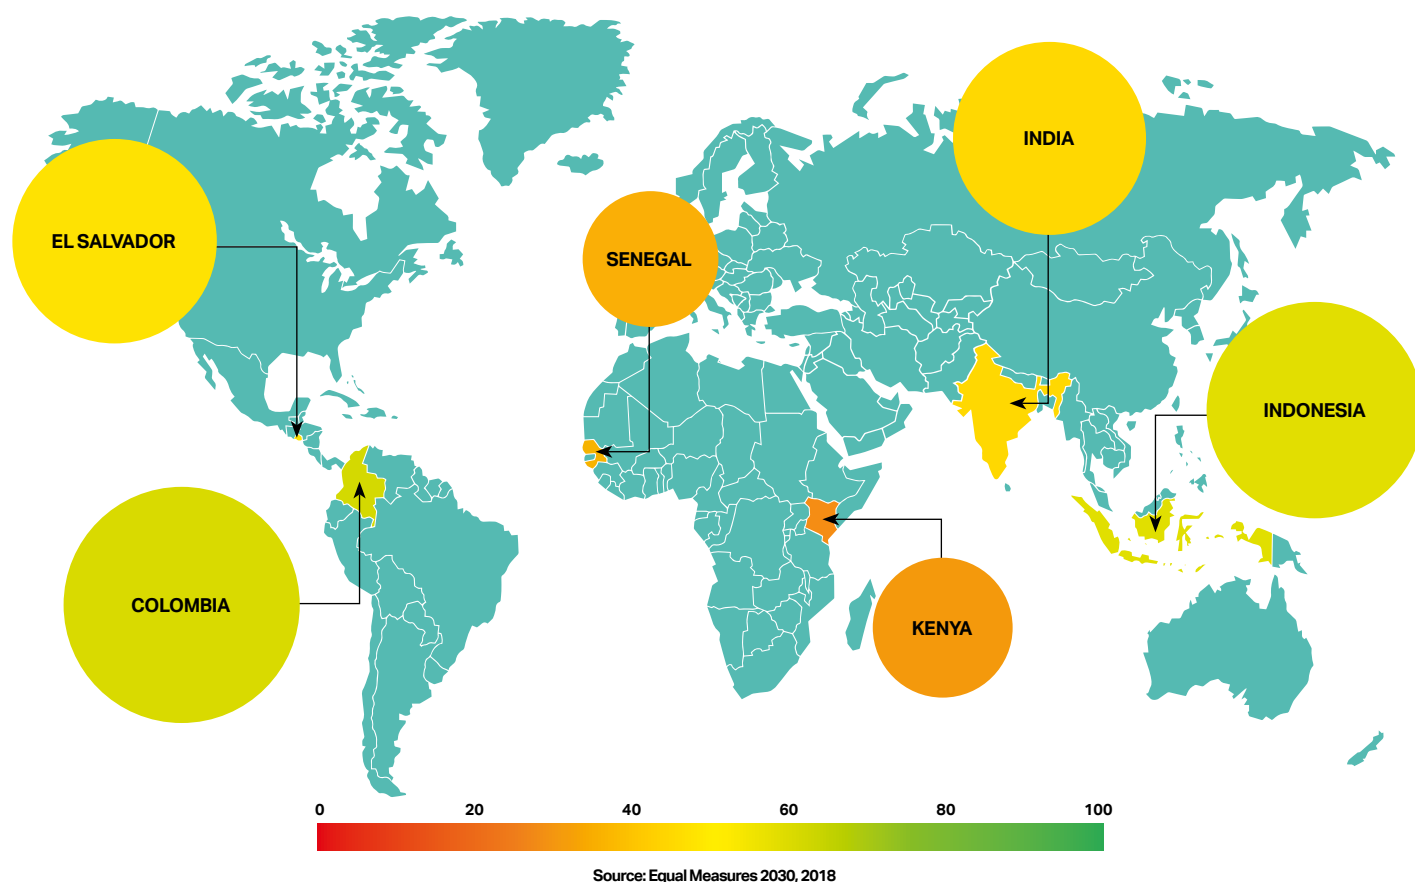 INDIA
EL SALVADOR
SENEGAL
INDONESIA
COLOMBIA
KENYA
0 20 40 60 80 100
Source: Equal Measures 2030, 2018